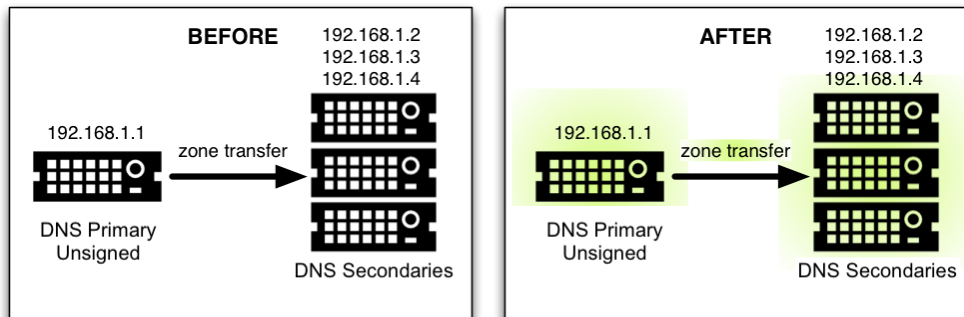 BEFORE
192.168.1.2
192.168.1.3
192.168.1.4
192.168.1.1
zone transfer
DNS Primary
Unsigned
DNS Secondaries
AFTER
192.168.1.2
192.168.1.3
192.168.1.4
192.168.1.1
zone transfer
DNS Primary
Unsigned
DNS Secondaries